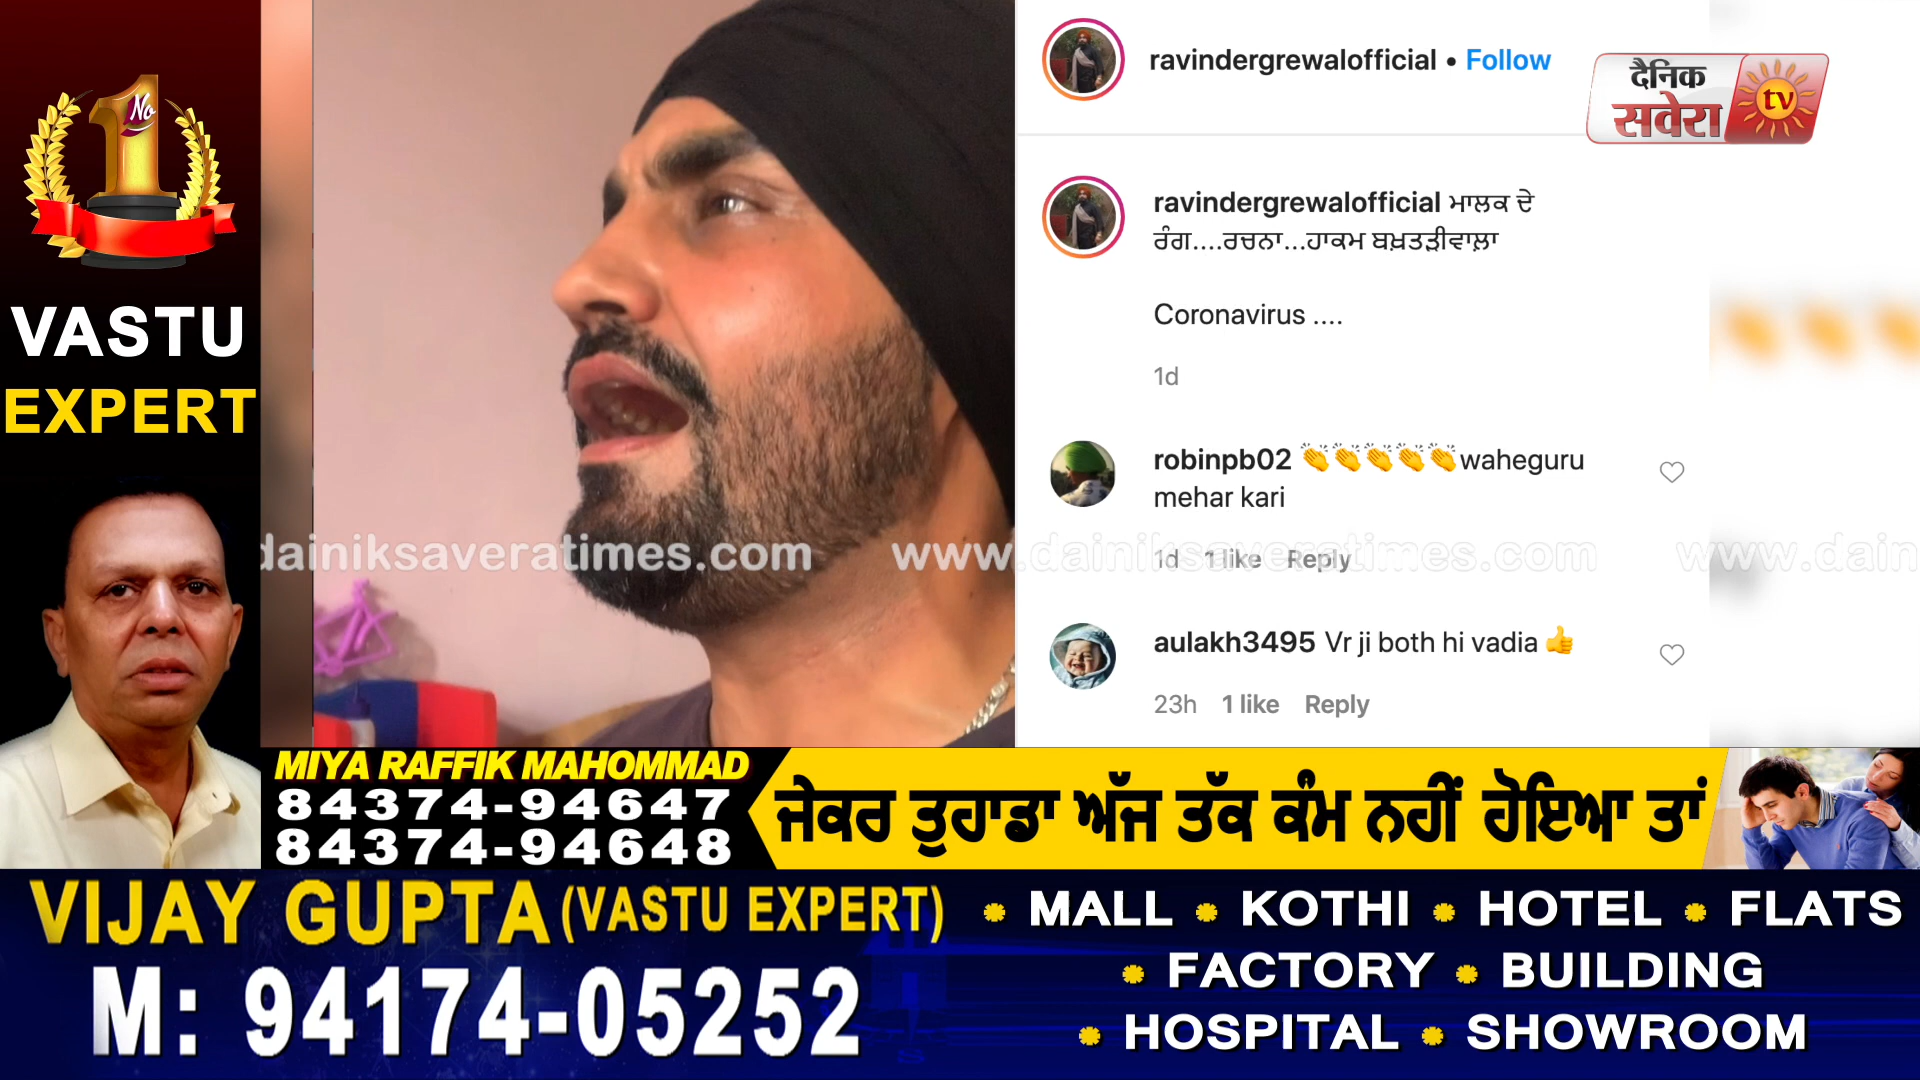 No
1
VASTU
EXPERT
ravindergrewalofficial • Follow
दैनिक
सवेरा
tv
ravindergrewalofficial ਮਾਲਕ ਦੇ
ਰੰਗ....ਰਚਨਾ...ਹਾਕਮ ਬਖ਼ਤੜੀਵਾਲ਼ਾ
Coronavirus ....
1d
robinpb02 👏👏👏👏👏waheguru
mehar kari
dainiksaveratimes.com www.dainiksaveratimes.com www.dain
1d 1 like Reply
aulakh3495 Vr ji both hi vadia 👍
23h 1 like Reply
MIYA RAFFIK MAHOMMAD
84374-94647
84374-94648
ਜੇਕਰ ਤੁਹਾਡਾ ਅੱਜ ਤੱਕ ਕੰਮ ਨਹੀਂ ਹੋਇਆ ਤਾਂ
VIJAY GUPTA (VASTU EXPERT)
M: 94174-05252
MALL KOTHI HOTEL FLATS
FACTORY BUILDING
HOSPITAL SHOWROOM